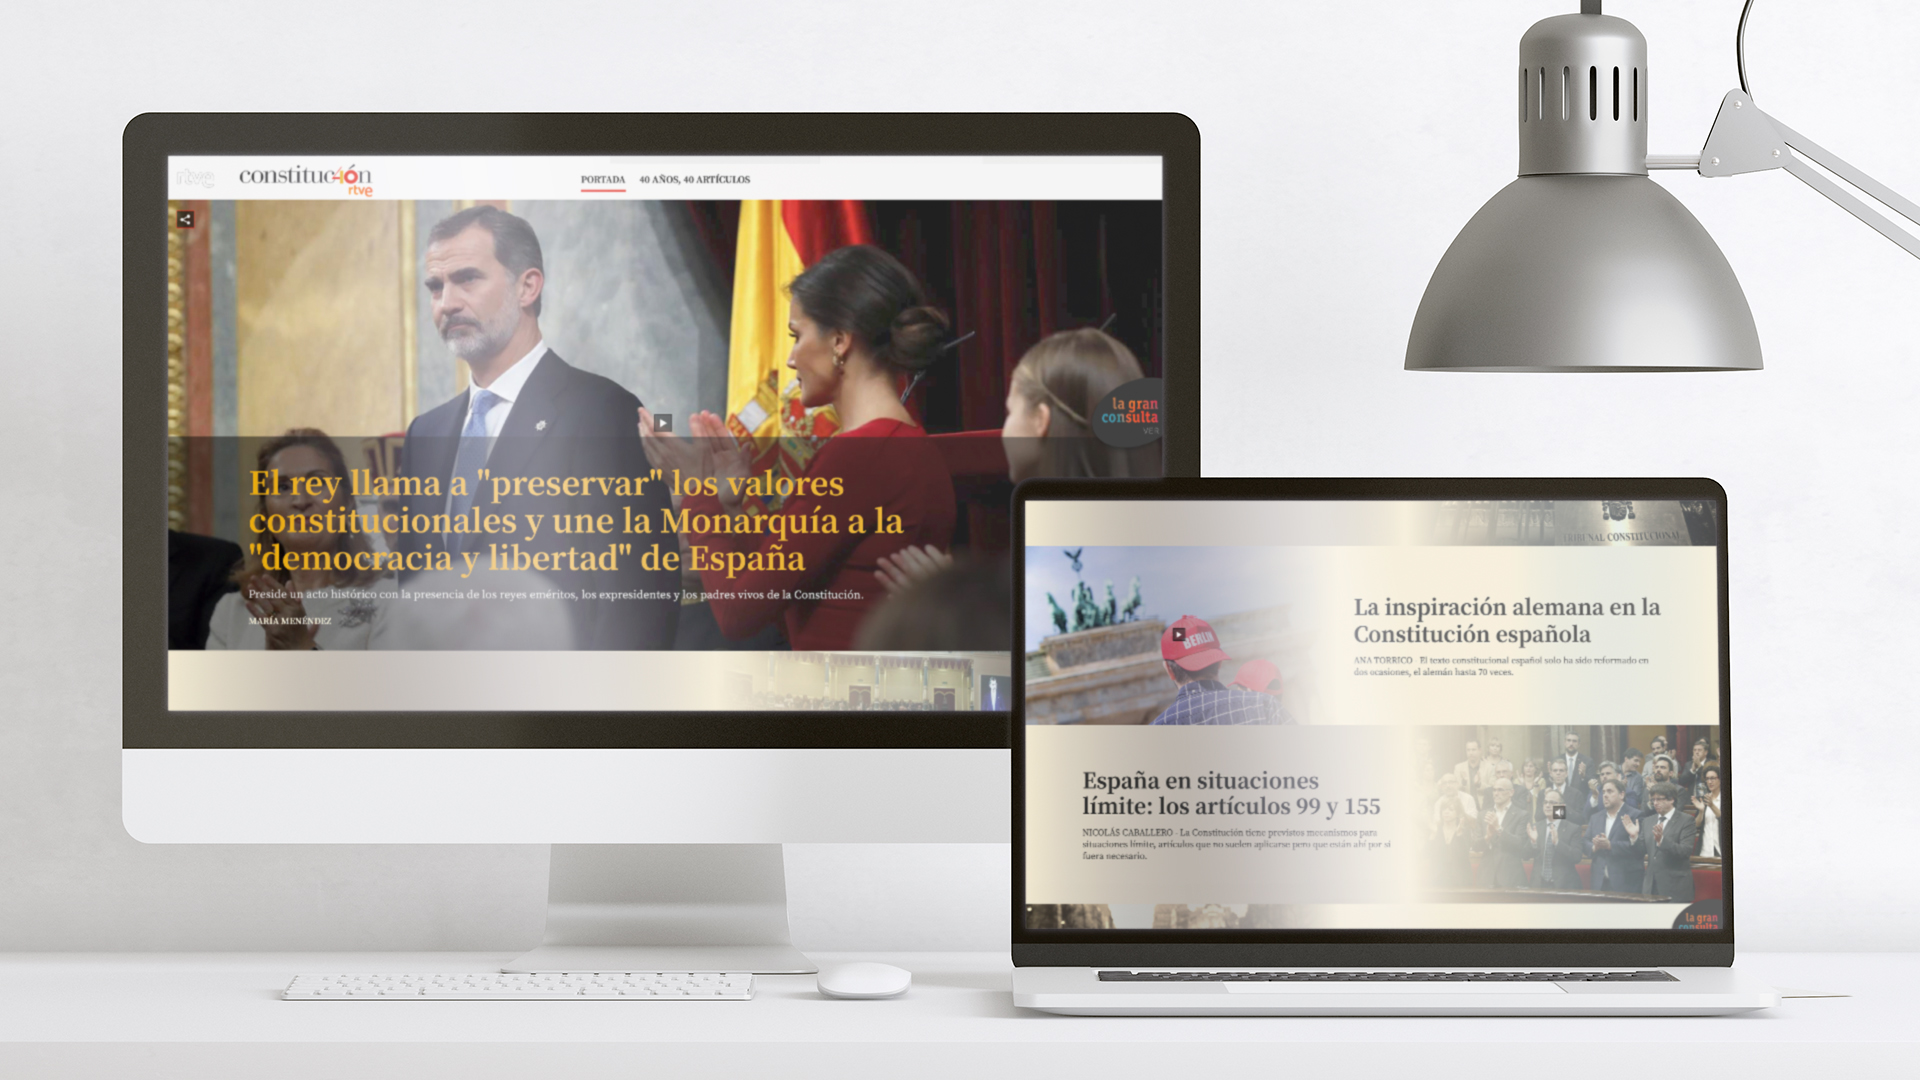 rtve
constitución
rtve
PORTADA 40 AÑOS, 40 ARTÍCULOS
la gran
consulta
VER
El rey llama a "preservar" los valores
constitucionales y une la Monarquía a la
"democracia y libertad" de España
Preside un acto histórico con la presencia de los reyes eméritos, los expresidentes y los padres vivos de la Constitución.
MARÍA MENÉNDEZ
TRIBUNAL CONSTITUCIONAL
BERLIN
La inspiración alemana en la
Constitución española
ANA TORRICO - El texto constitucional español solo ha sido reformado en
dos ocasiones, el alemán hasta 70 veces.
España en situaciones
límite: los artículos 99 y 155
NICOLÁS CABALLERO - La Constitución tiene previstos mecanismos para
situaciones límite, artículos que no suelen aplicarse pero que están ahí por si
fuera necesario.
la gran
consulta